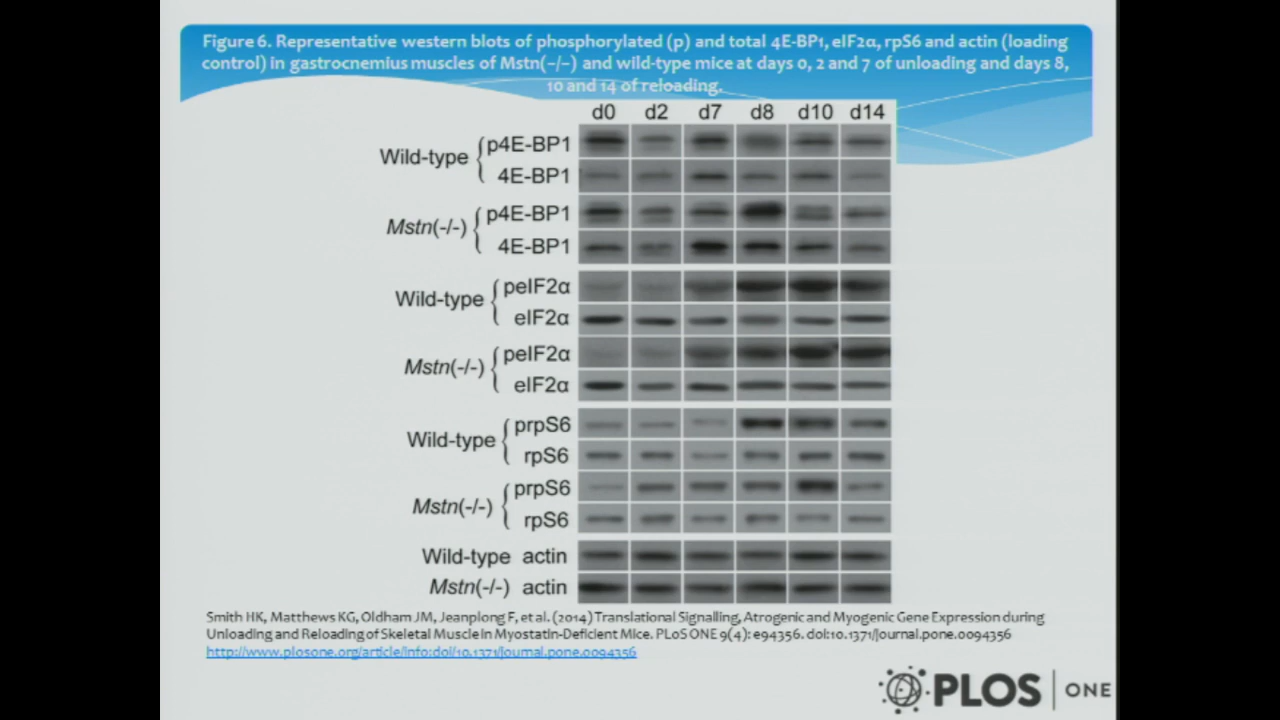 Figure 6. Representative western blots of phosphorylated (p) and total 4E-BP1, eIF2α, rpS6 and actin (loading
control) in gastrocnemius muscles of Mstn(−/−) and wild-type mice at days 0, 2 and 7 of unloading and days 8,
10 and 14 of reloading.
d0 d2 d7 d8 d10 d14
Wild-type
p4E-BP1
4E-BP1
Mstn(-/-)
p4E-BP1
4E-BP1
Wild-type
peIF2α
eIF2α
Mstn(-/-)
peIF2α
eIF2α
Wild-type
prpS6
rpS6
Mstn(-/-)
prpS6
rpS6
Wild-type actin
Mstn(-/-) actin
Smith HK, Matthews KG, Oldham JM, Jeanplong F, et al. (2014) Translational Signalling, Atrogenic and Myogenic Gene Expression during
Unloading and Reloading of Skeletal Muscle in Myostatin-Deficient Mice. PLoS ONE 9(4): e94356. doi:10.1371/journal.pone.0094356
http://www.plosone.org/article/info:doi/10.1371/journal.pone.0094356
PLOS | ONE